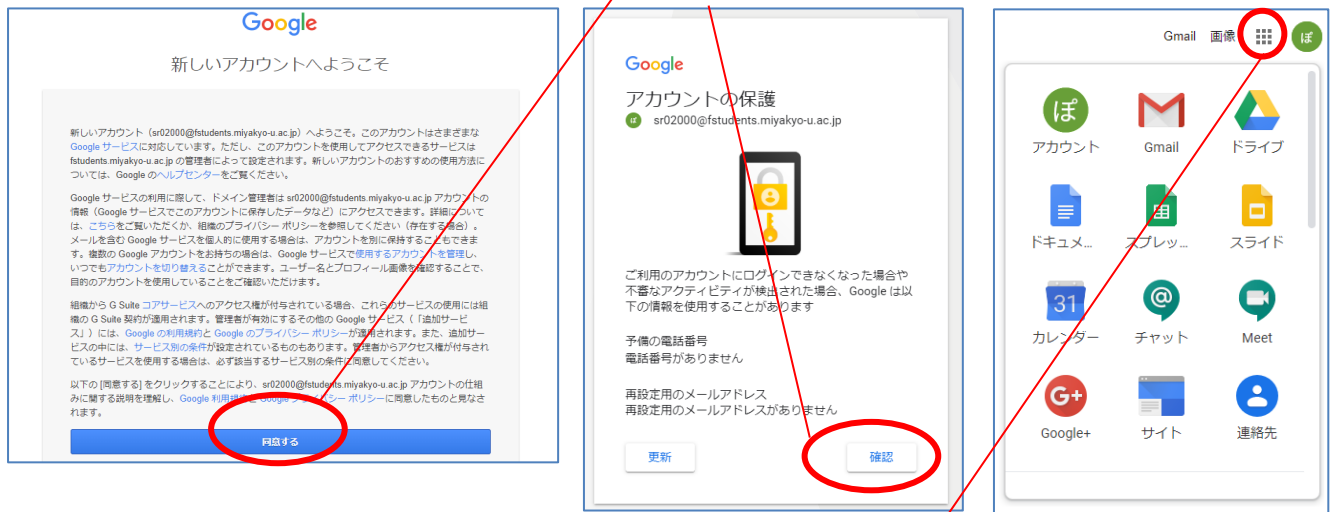 Google
新しいアカウントへようこそ
新しいアカウント（sr02000@fstudents.miyakyo-u.ac.jp）へようこそ。このアカウントはさまざまな
Google サービスに対応しています。ただし、このアカウントを使用してアクセスできるサービスは
fstudents.miyakyo-u.ac.jp の管理者によって設定されます。新しいアカウントのおすすめの使用方法に
ついては、Google のヘルプセンターをご覧ください。
Google サービスの利用に際して、ドメイン管理者は sr02000@fstudents.miyakyo-u.ac.jp アカウントの
情報（Google サービスでこのアカウントに保存したデータなど）にアクセスできます。詳細について
は、こちらをご覧いただくか、組織のプライバシー ポリシーを参照してください（存在する場合）。
メールを含む Google サービスを個人的に使用する場合は、アカウントを別に保持することもできま
す。複数の Google アカウントをお持ちの場合は、Google サービスで使用するアカウントを管理し、
いつでもアカウントを切り替えることができます。ユーザー名とプロフィール画像を確認することで、
目的のアカウントを使用していることをご確認いただけます。
組織から G Suite コアサービスへのアクセス権が付与されている場合、これらのサービスの使用には組
織の G Suite 契約が適用されます。管理者が有効にするその他の Google サービス（「追加サービ
ス」）には、Google の利用規約と Google のプライバシー ポリシーが適用されます。また、追加サー
ビスの中には、サービス別の条件が設定されているものもあります。管理者からアクセス権が付与され
ているサービスを使用する場合は、必ず該当するサービス別の条件に同意してください。
以下の [同意する] をクリックすることにより、sr02000@fstudents.miyakyo-u.ac.jp アカウントの仕組
みに関する説明を理解し、Google 利用規約と Google プライバシー ポリシーに同意したものと見なさ
れます。
同意する
Google
アカウントの保護
ぽ sr02000@fstudents.miyakyo-u.ac.jp
ご利用のアカウントにログインできなくなった場合や
不審なアクティビティが検出された場合、Google は以
下の情報を使用することがあります
予備の電話番号
電話番号がありません
再設定用のメールアドレス
再設定用のメールアドレスがありません
更新 確認
Gmail 画像 ぽ
ぽ
アカウント Gmail ドライブ
ドキュメ... スプレッ... スライド
31
カレンダー チャット Meet
G+
Google+ サイト 連絡先